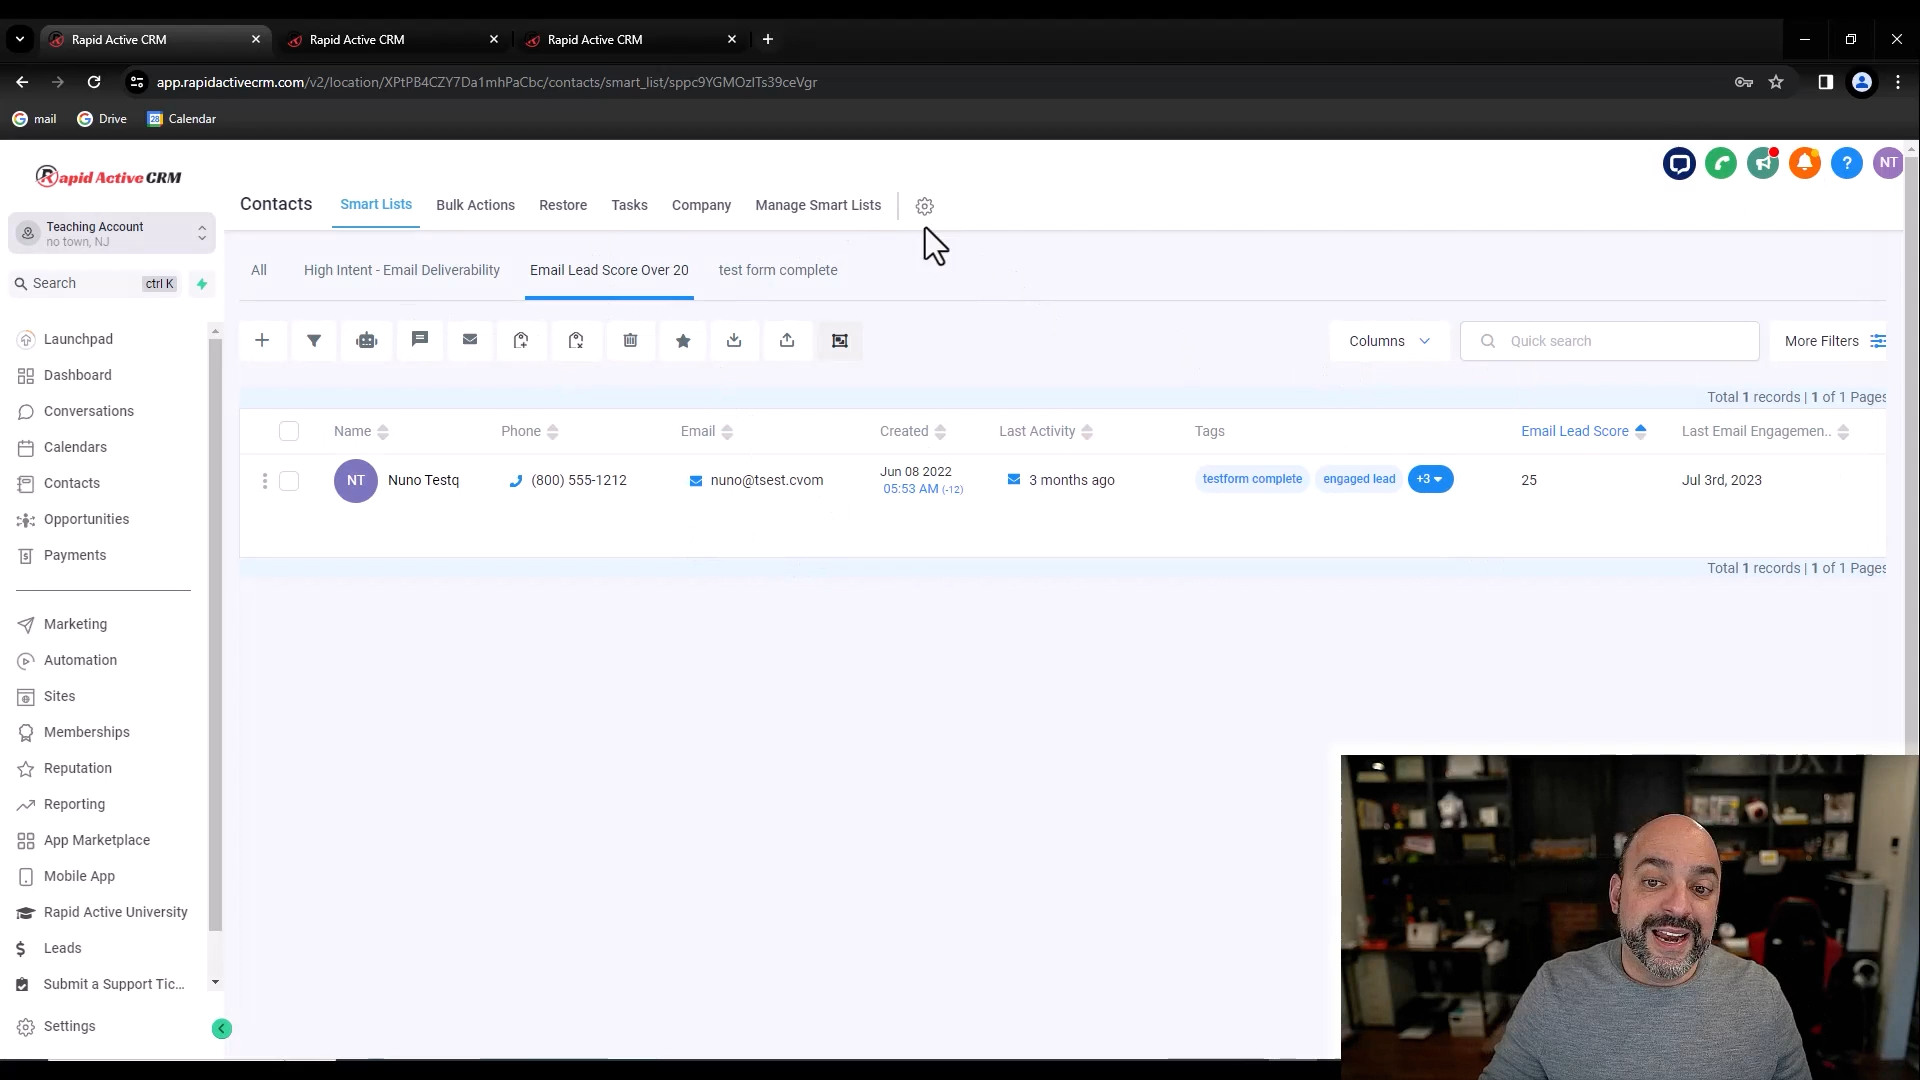 Rapid Active CRM
Rapid Active CRM
Rapid Active CRM
app.rapidactivecrm.com/v2/location/XPtPB4CZY7Da1mhPaCbc/contacts/smart_list/sppc9YGMOzlTs39ceVgr
mail
Drive
28 Calendar
Rapid Active CRM
Contacts
Smart Lists
Bulk Actions
Restore
Tasks
Company
Manage Smart Lists
? NT
Teaching Account
no town, NJ
Search ctrl K
All
High Intent - Email Deliverability
Email Lead Score Over 20
test form complete
Columns
Quick search
More Filters
Total 1 records | 1 of 1 Pages
Name
Phone
Email
Created
Last Activity
Tags
Email Lead Score
Last Email Engagemen..
NT Nuno Testq
(800) 555-1212
nuno@tsest.cvom
Jun 08 2022
05:53 AM (-12)
3 months ago
testform complete
engaged lead
+3
25
Jul 3rd, 2023
Total 1 records | 1 of 1 Pages
Launchpad
Dashboard
Conversations
Calendars
Contacts
Opportunities
Payments
Marketing
Automation
Sites
Memberships
Reputation
Reporting
App Marketplace
Mobile App
Rapid Active University
Leads
Submit a Support Tic...
Settings